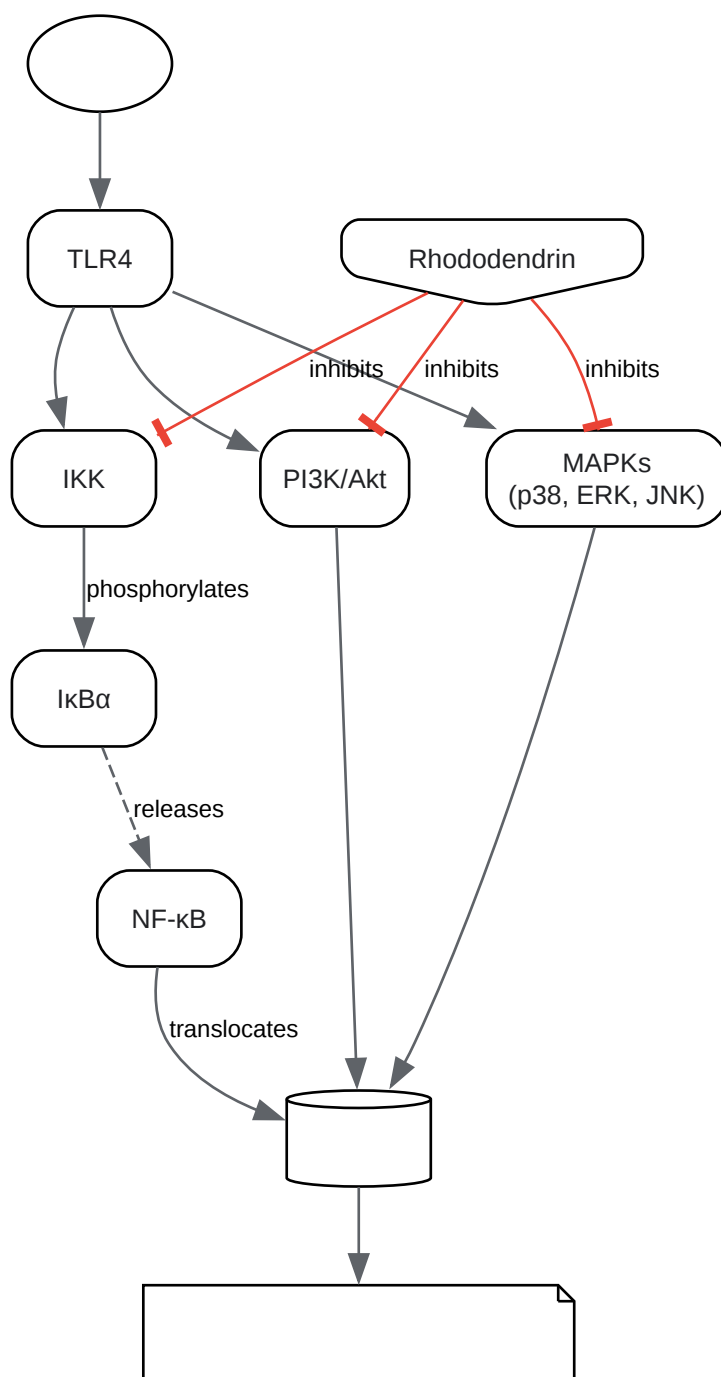 TLR4
Rhododendrin
inhibits
inhibits
inhibits
IKK
PI3K/Akt
MAPKs
(p38, ERK, JNK)
phosphorylates
IκBα
releases
NF-κB
translocates